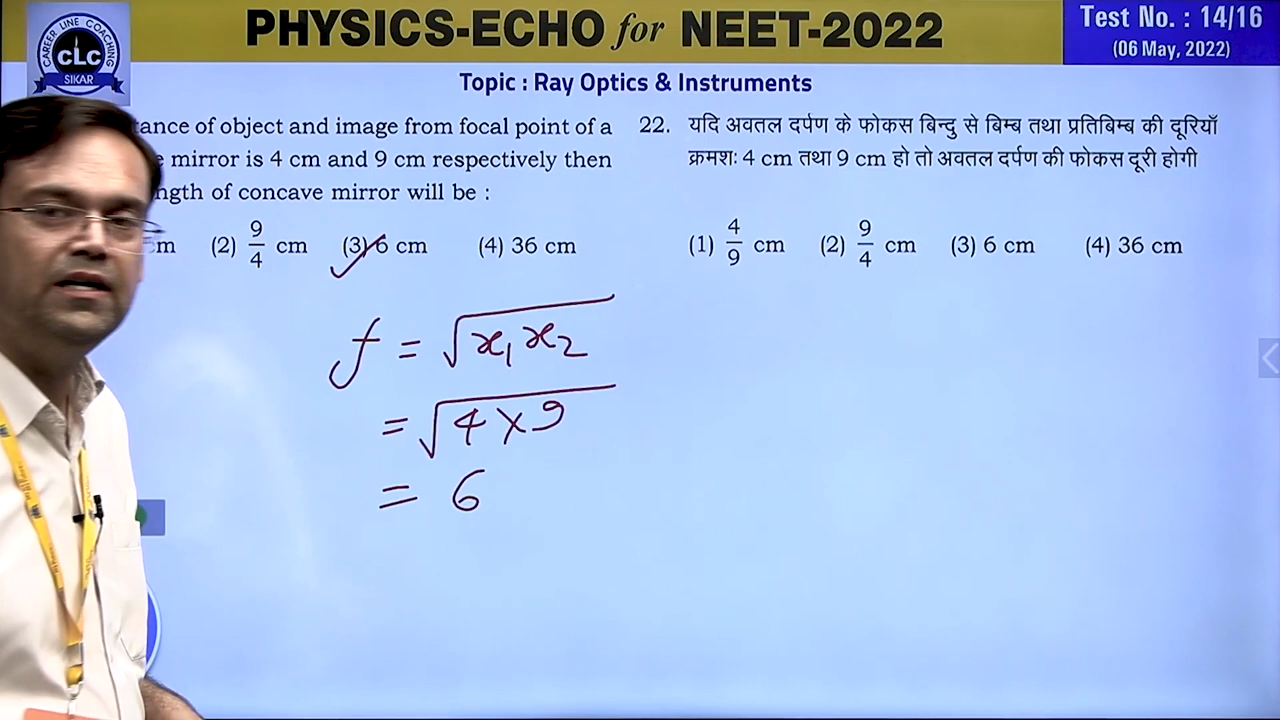 PHYSICS-ECHO for NEET-2022
Test No. : 14/16
(06 May, 2022)
CAREER LINE COACHING
CLC
SIKAR
Topic : Ray Optics & Instruments
of object and image from focal point of a
mirror is 4 cm and 9 cm respectively then
of concave mirror will be :
(2) 9/4 cm (3) 6 cm (4) 36 cm
f = √x₁x₂
= √4×9
= 6
22. यदि अवतल दर्पण के फोकस बिन्दु से बिम्ब तथा प्रतिबिम्ब की दूरियाँ
क्रमशः 4 cm तथा 9 cm हो तो अवतल दर्पण की फोकस दूरी होगी
(1) 4/9 cm (2) 9/4 cm (3) 6 cm (4) 36 cm